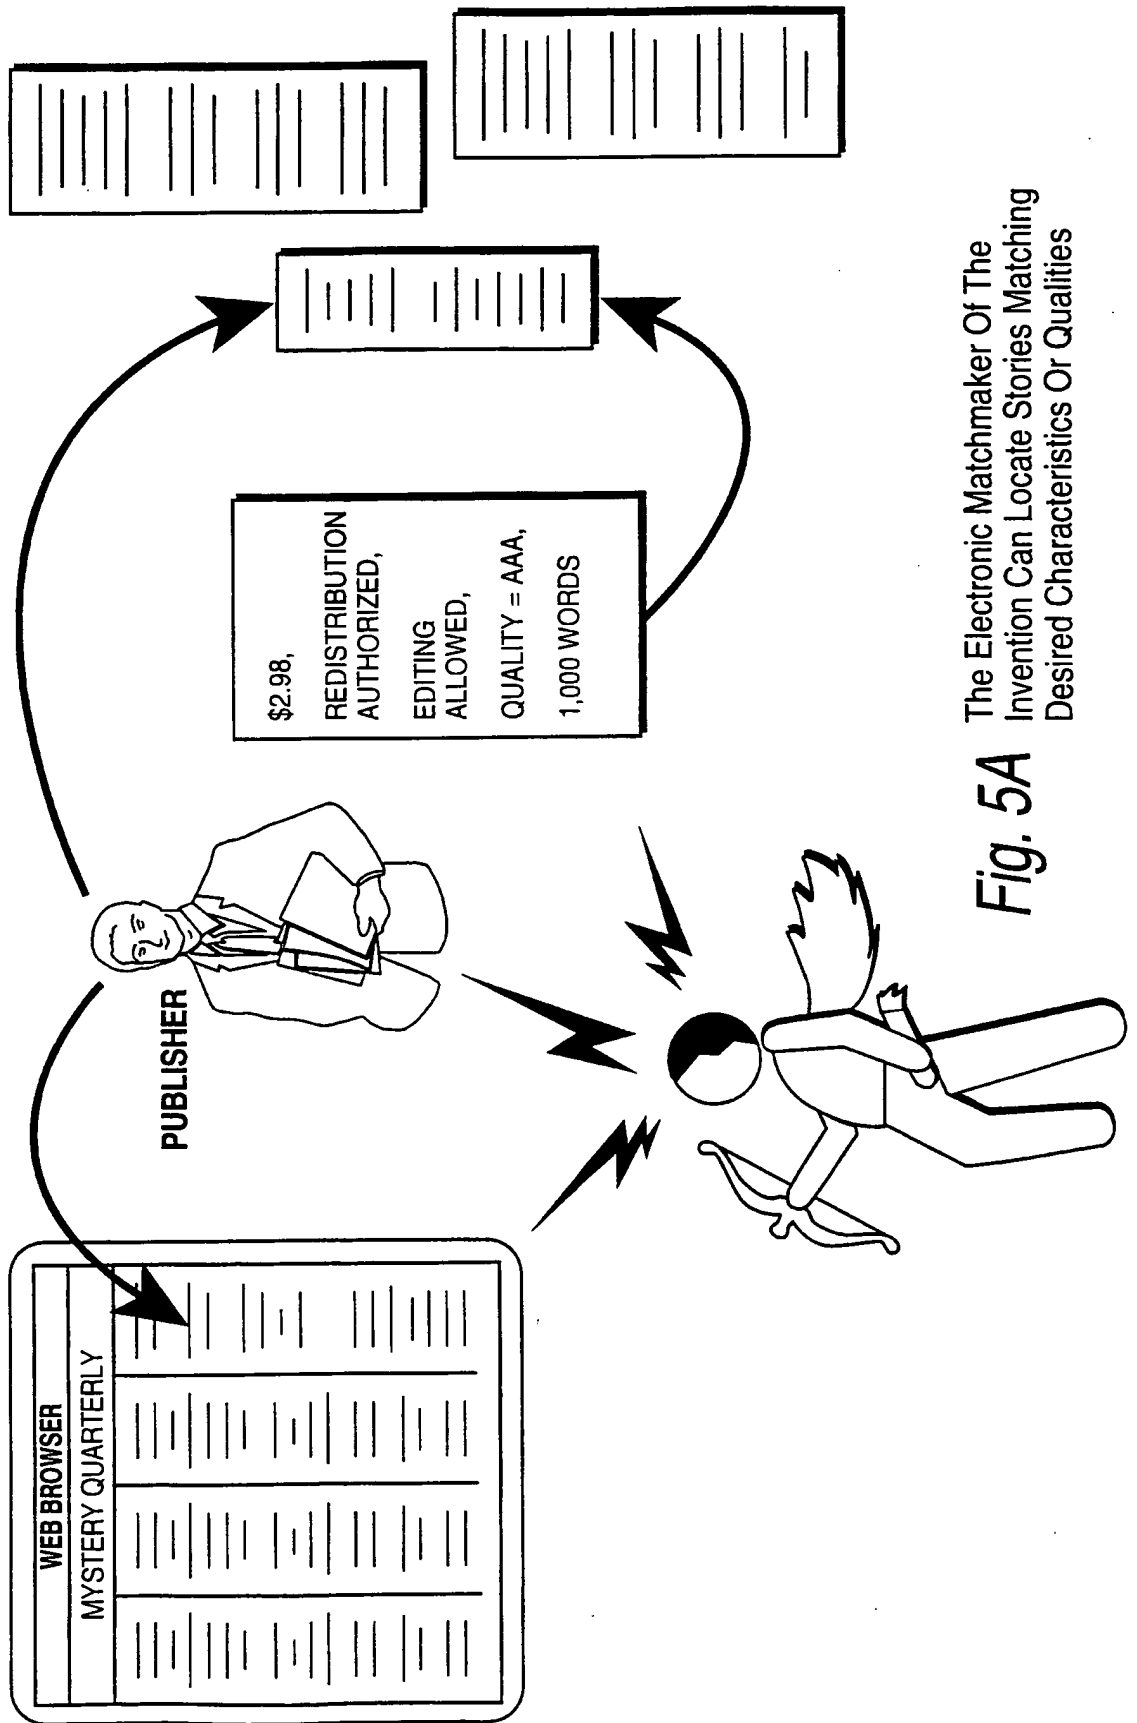 WEB BROWSER
MYSTERY QUARTERLY
PUBLISHER
$2.98,
REDISTRIBUTION
AUTHORIZED,
EDITING
ALLOWED,
QUALITY = AAA,
1,000 WORDS
Fig. 5A
The Electronic Matchmaker Of The
Invention Can Locate Stories Matching
Desired Characteristics Or Qualities